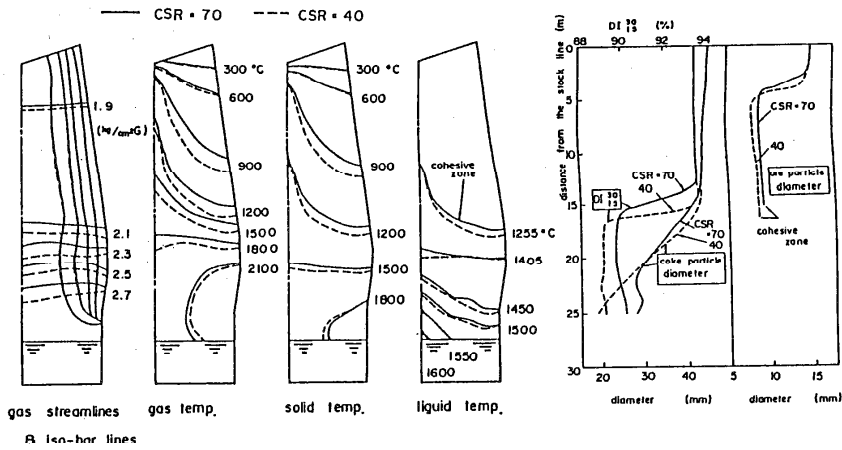 CSR = 70 CSR = 40
1.9
(kg/cm²G)
2.1
2.3
2.5
2.7
gas streamlines
& Iso-bar lines
300 °C
600
900
1200
1500
1800
2100
gas temp.
300 °C
600
900
1200
1500
1800
solid temp.
cohesive
zone
1255 °C
1405
1450
1500
1550
1600
liquid temp.
DI 30 15 (%)
88 90 92 94
distance from the stock line (m)
0
5
10
15
20
25
30
CSR = 70
40
DI 30 15
CSR
= 70
40
coke particle
diameter
20 30 40
diameter (mm)
CSR = 70
40
ore particle
diameter
cohesive
zone
5 10 15
diameter (mm)